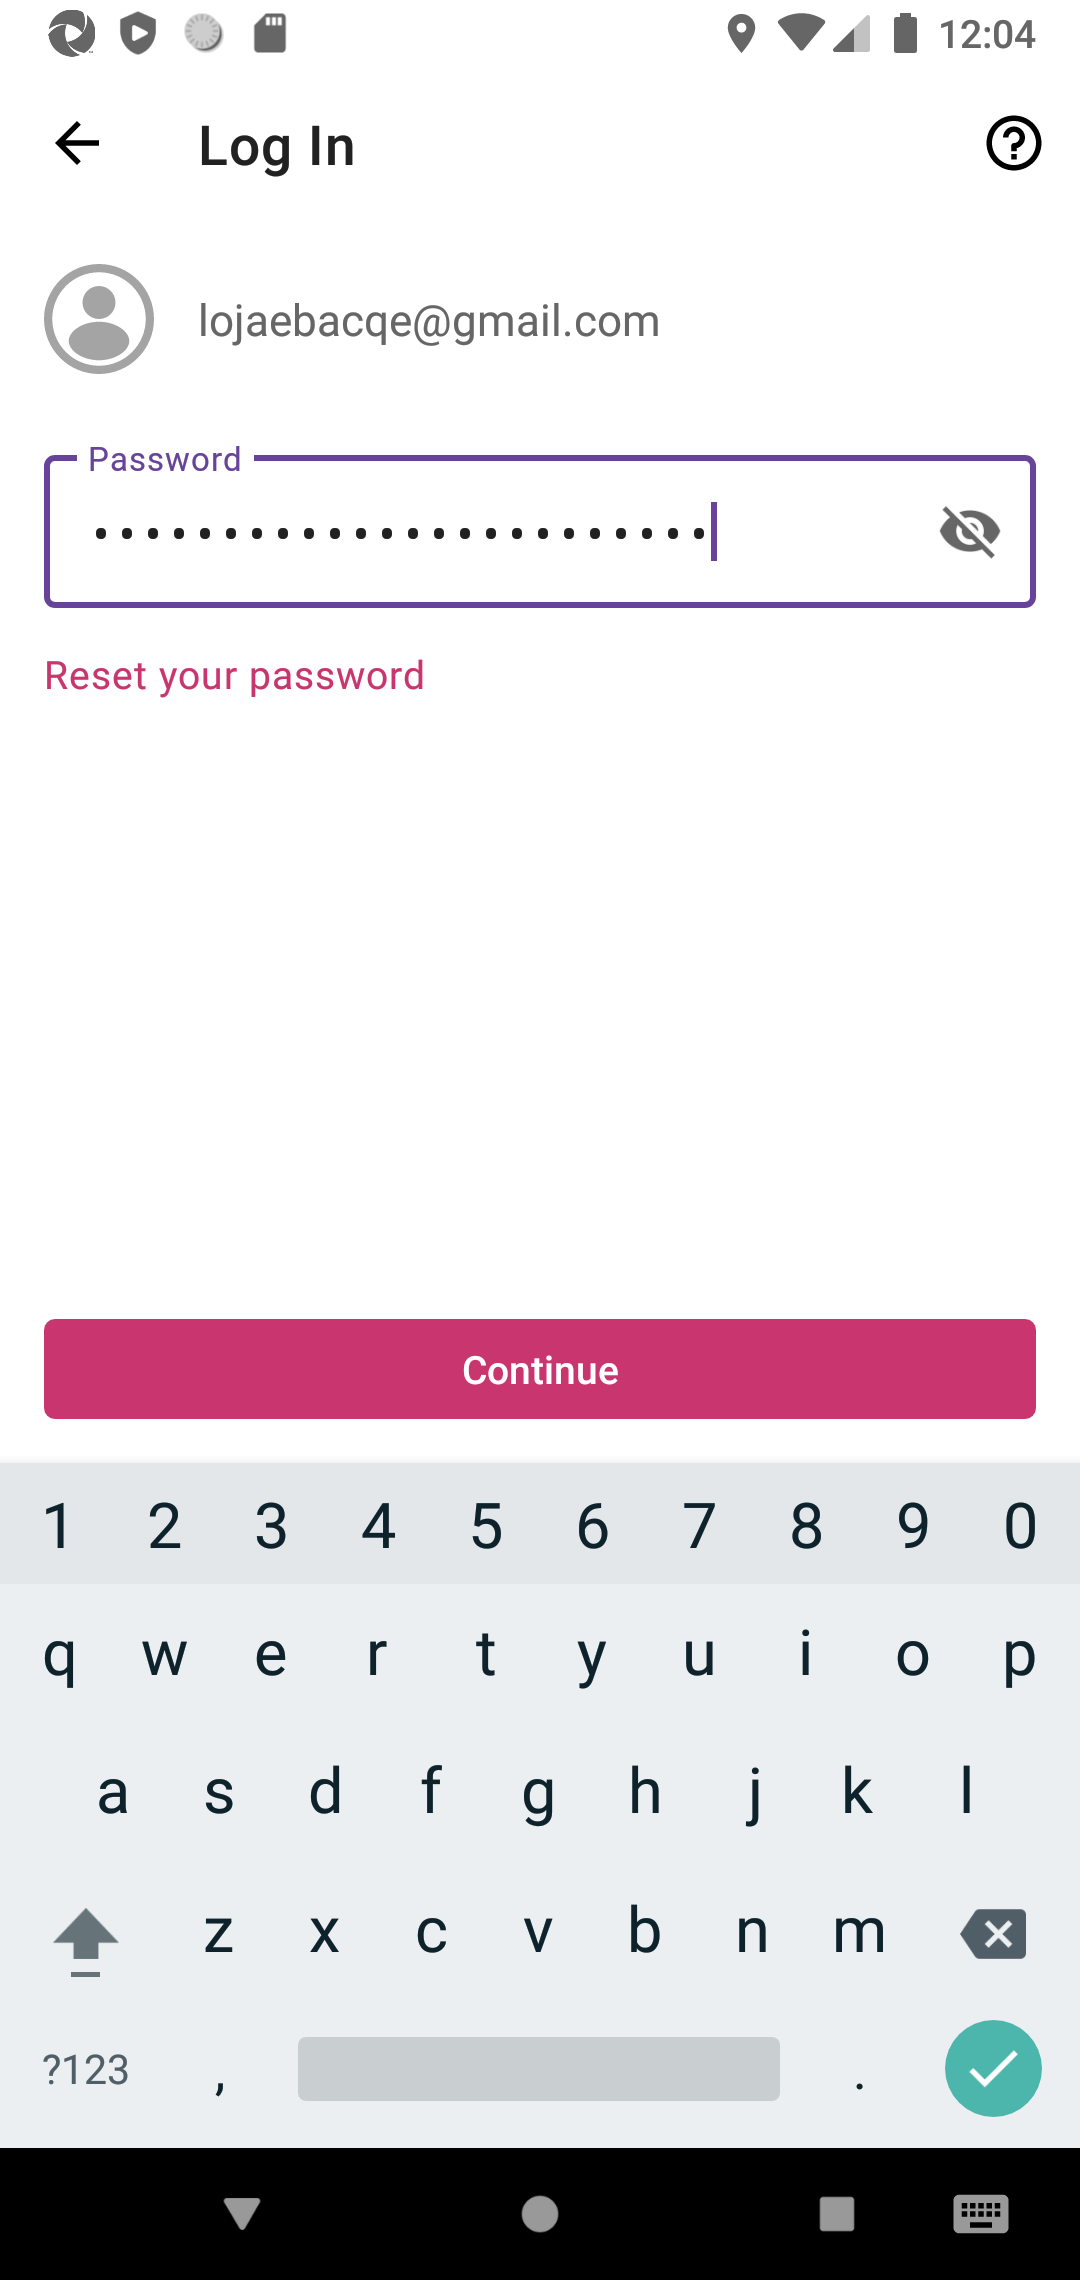 12:04
Log In
lojaebacqe@gmail.com
Password
••••••••••••••••••••••••
Reset your password
Continue
1 2 3 4 5 6 7 8 9 0
q w e r t y u i o p
a s d f g h j k l
z x c v b n m
?123 , .